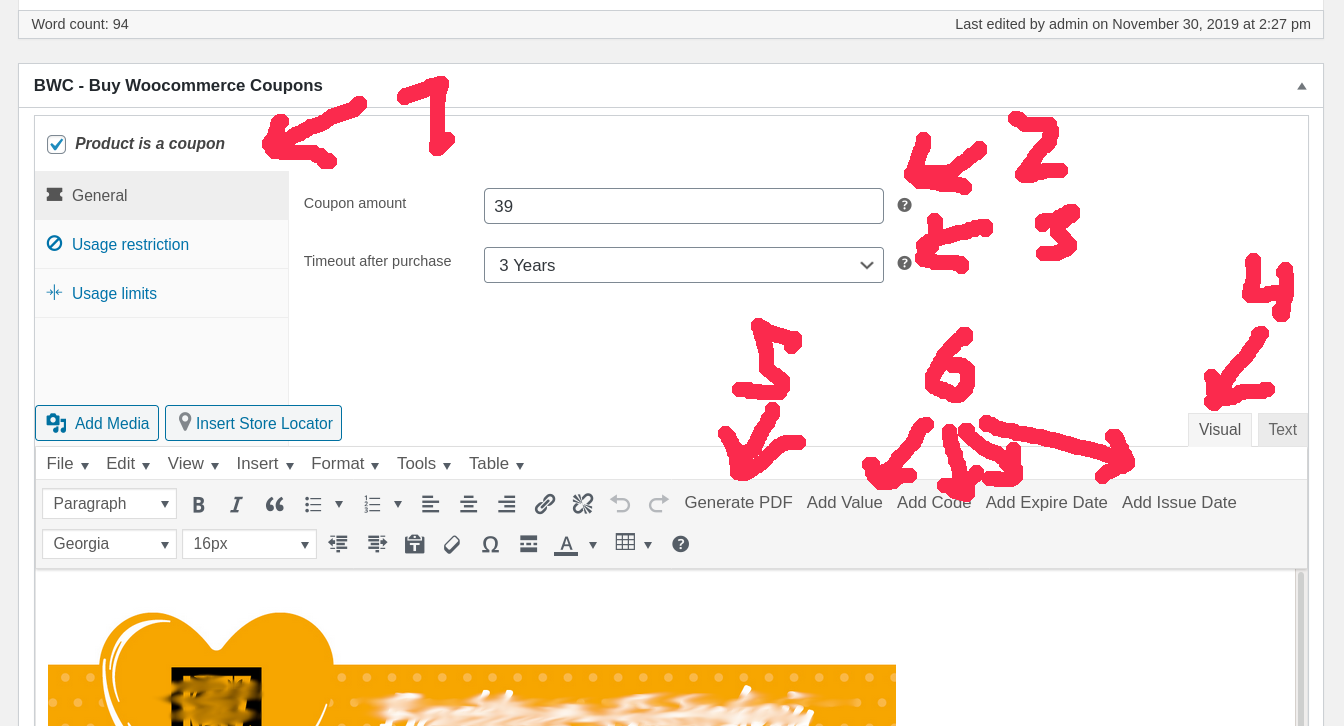 Word count: 94 Last edited by admin on November 30, 2019 at 2:27 pm
BWC - Buy Woocommerce Coupons
1
Product is a coupon
2
General
Coupon amount 39 ?
3
Usage restriction
Timeout after purchase 3 Years ?
Usage limits
4
5 6
Add Media Insert Store Locator Visual Text
File Edit View Insert Format Tools Table
Paragraph B I Generate PDF Add Value Add Code Add Expire Date Add Issue Date
Georgia 16px Ω A ?